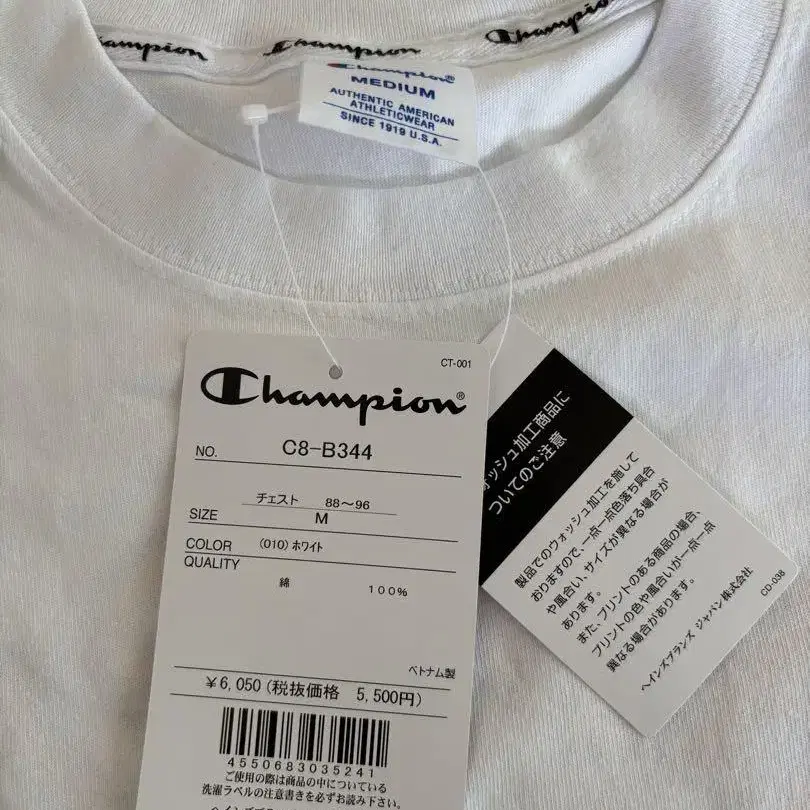 Champion
Champion
Champion
MEDIUM
AUTHENTIC AMERICAN
ATHLETICWEAR
SINCE 1919 U.S.A.
CT-001
Champion®
NO. C8-B344
チェスト 88～96
SIZE M
COLOR (010)ホワイト
QUALITY
綿 100%
ベトナム製
￥6,050(税抜価格 5,500円)
4550683035241
ご使用の際は商品の中についている
洗濯ラベルの注意書きを必ずお読み下さい。
ウォッシュ加工商品に
ついてのご注意
製品でのウォッシュ加工を施して
おりますので、一点一点色落ち具合
や風合い、サイズが異なる場合が
あります。
また、プリントのある商品の場合、
プリントの色や風合いが一点一点
異なる場合があります。
ヘインズブランズ ジャパン株式会社
CD-038